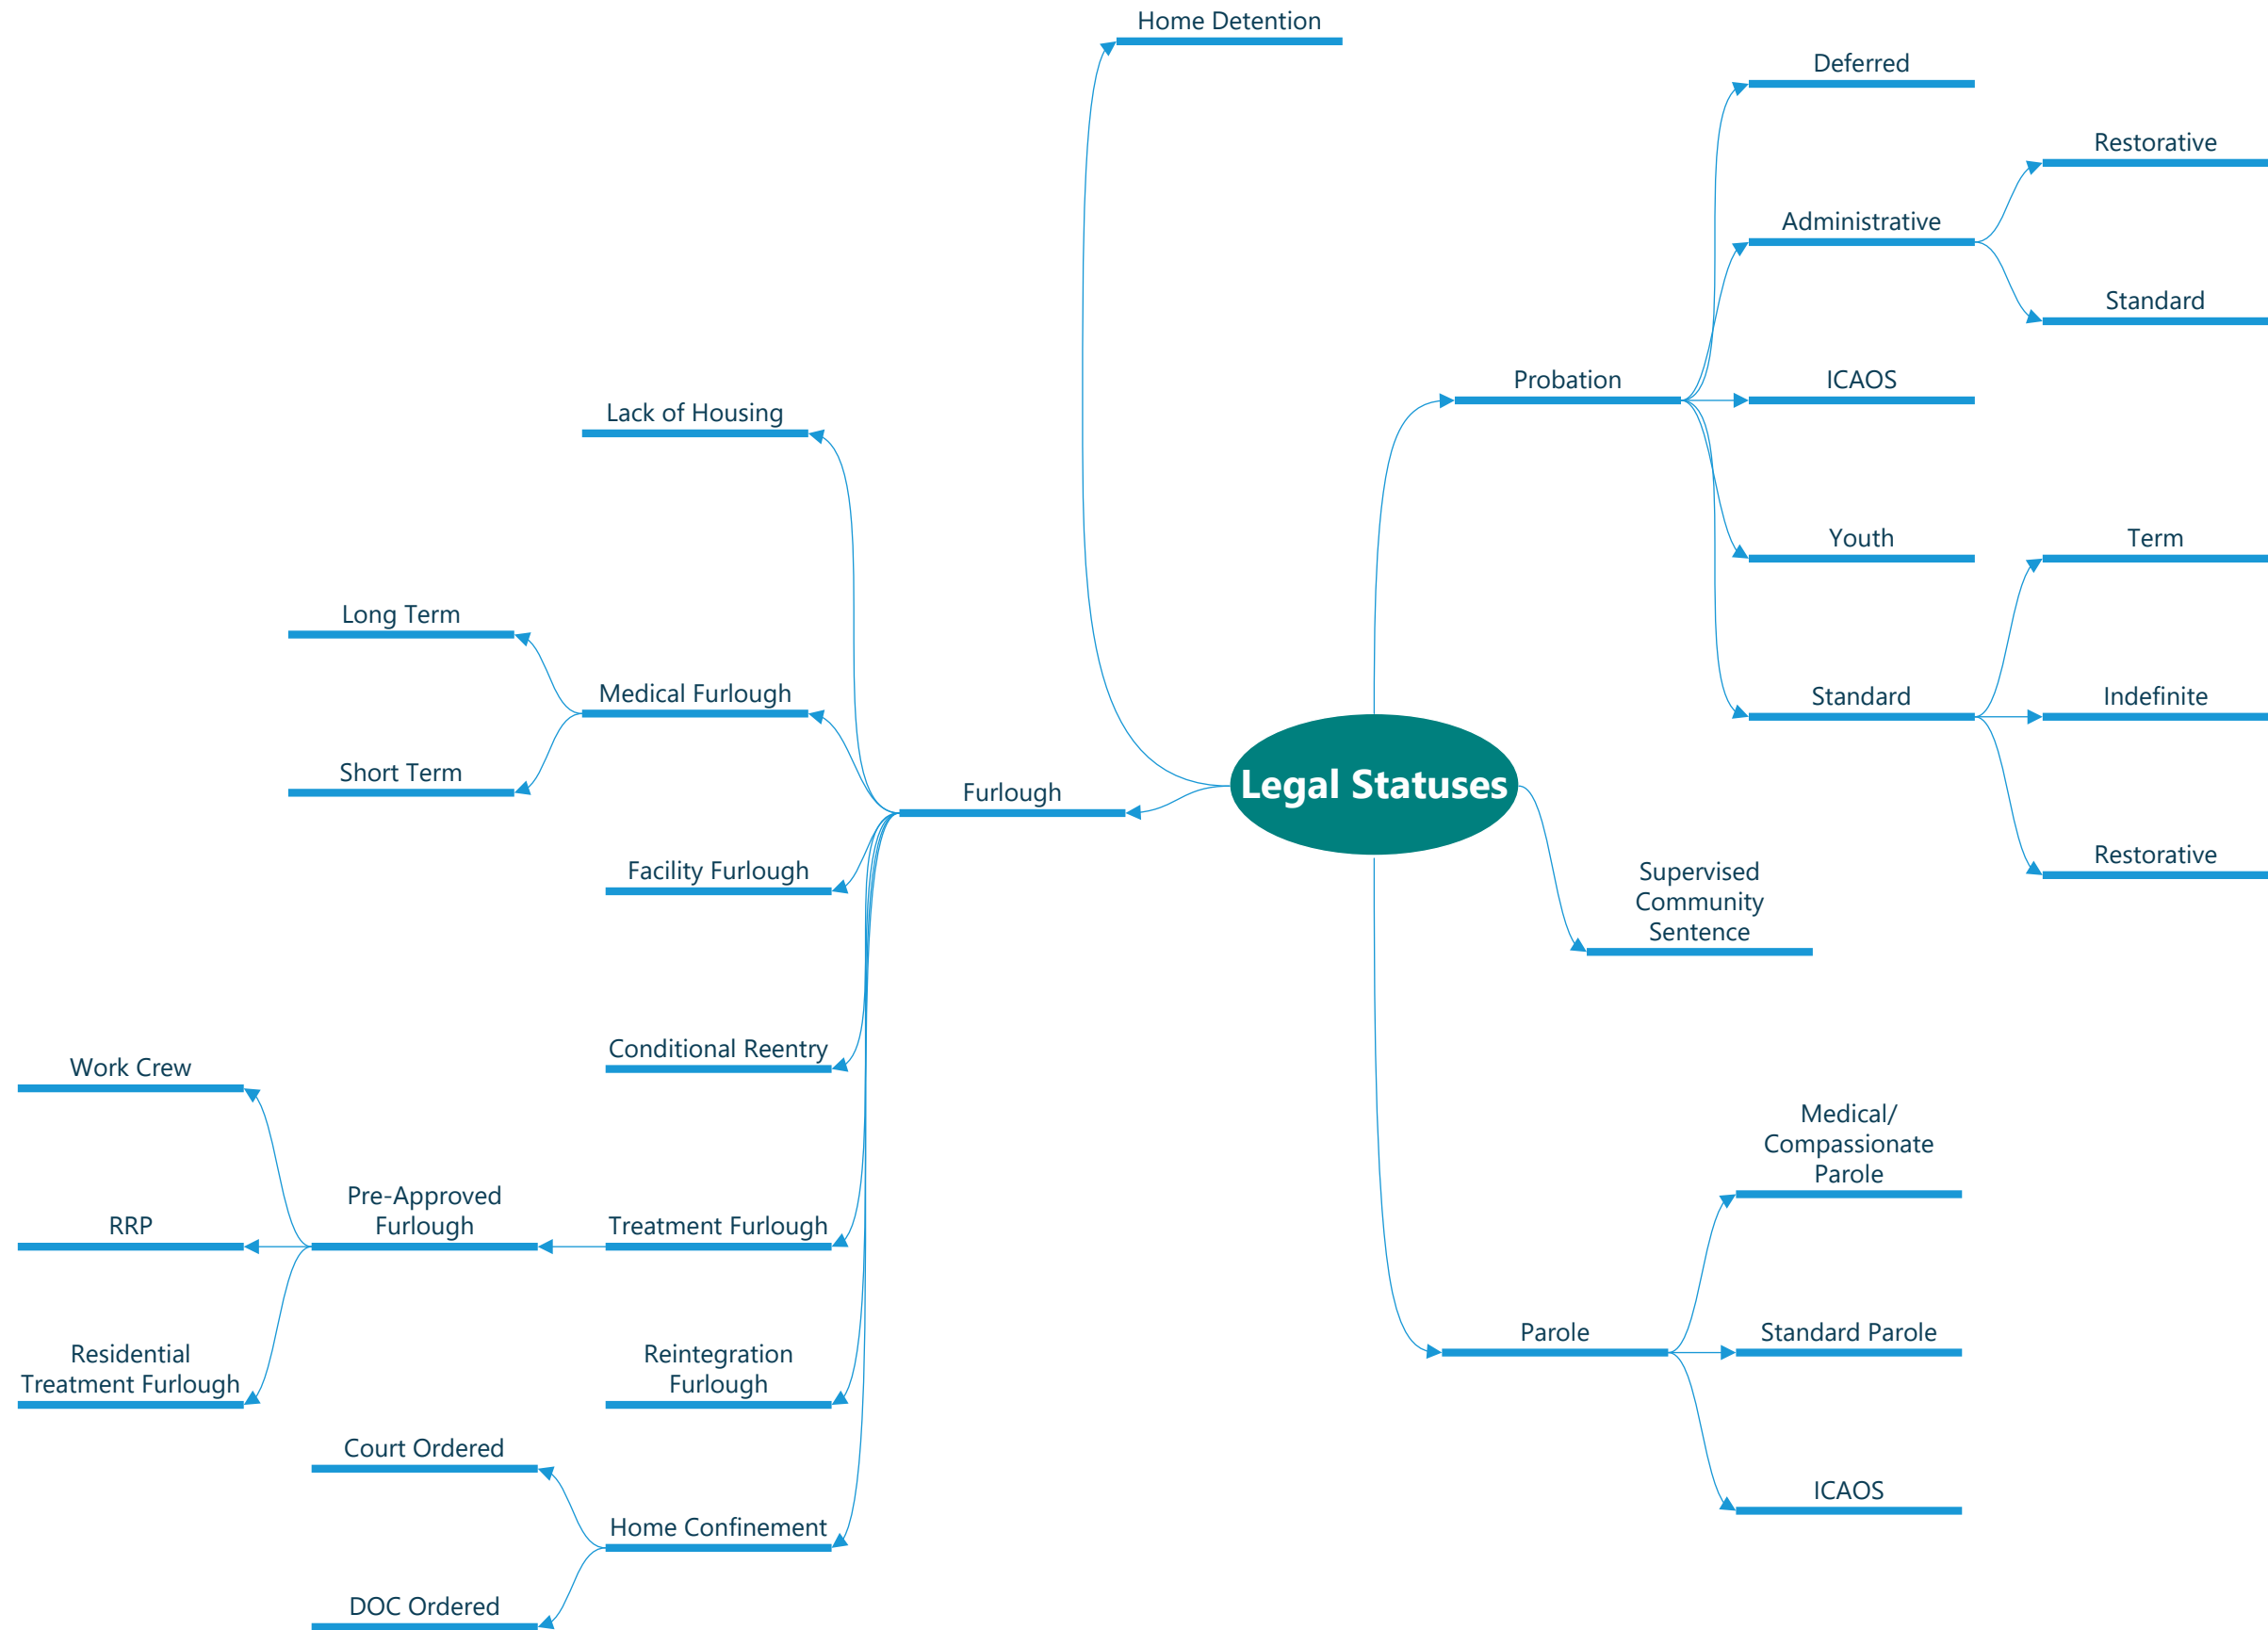 Home Detention
Deferred
Restorative
Administrative
Standard
Probation
ICAOS
Lack of Housing
Youth
Term
Long Term
Medical Furlough
Standard
Indefinite
Short Term
Furlough
Legal Statuses
Facility Furlough
Restorative
Supervised
Community
Sentence
Conditional Reentry
Work Crew
Medical/
Compassionate
Parole
Pre-Approved
Furlough
RRP
Treatment Furlough
Parole
Standard Parole
Residential
Treatment Furlough
Reintegration
Furlough
Court Ordered
ICAOS
Home Confinement
DOC Ordered